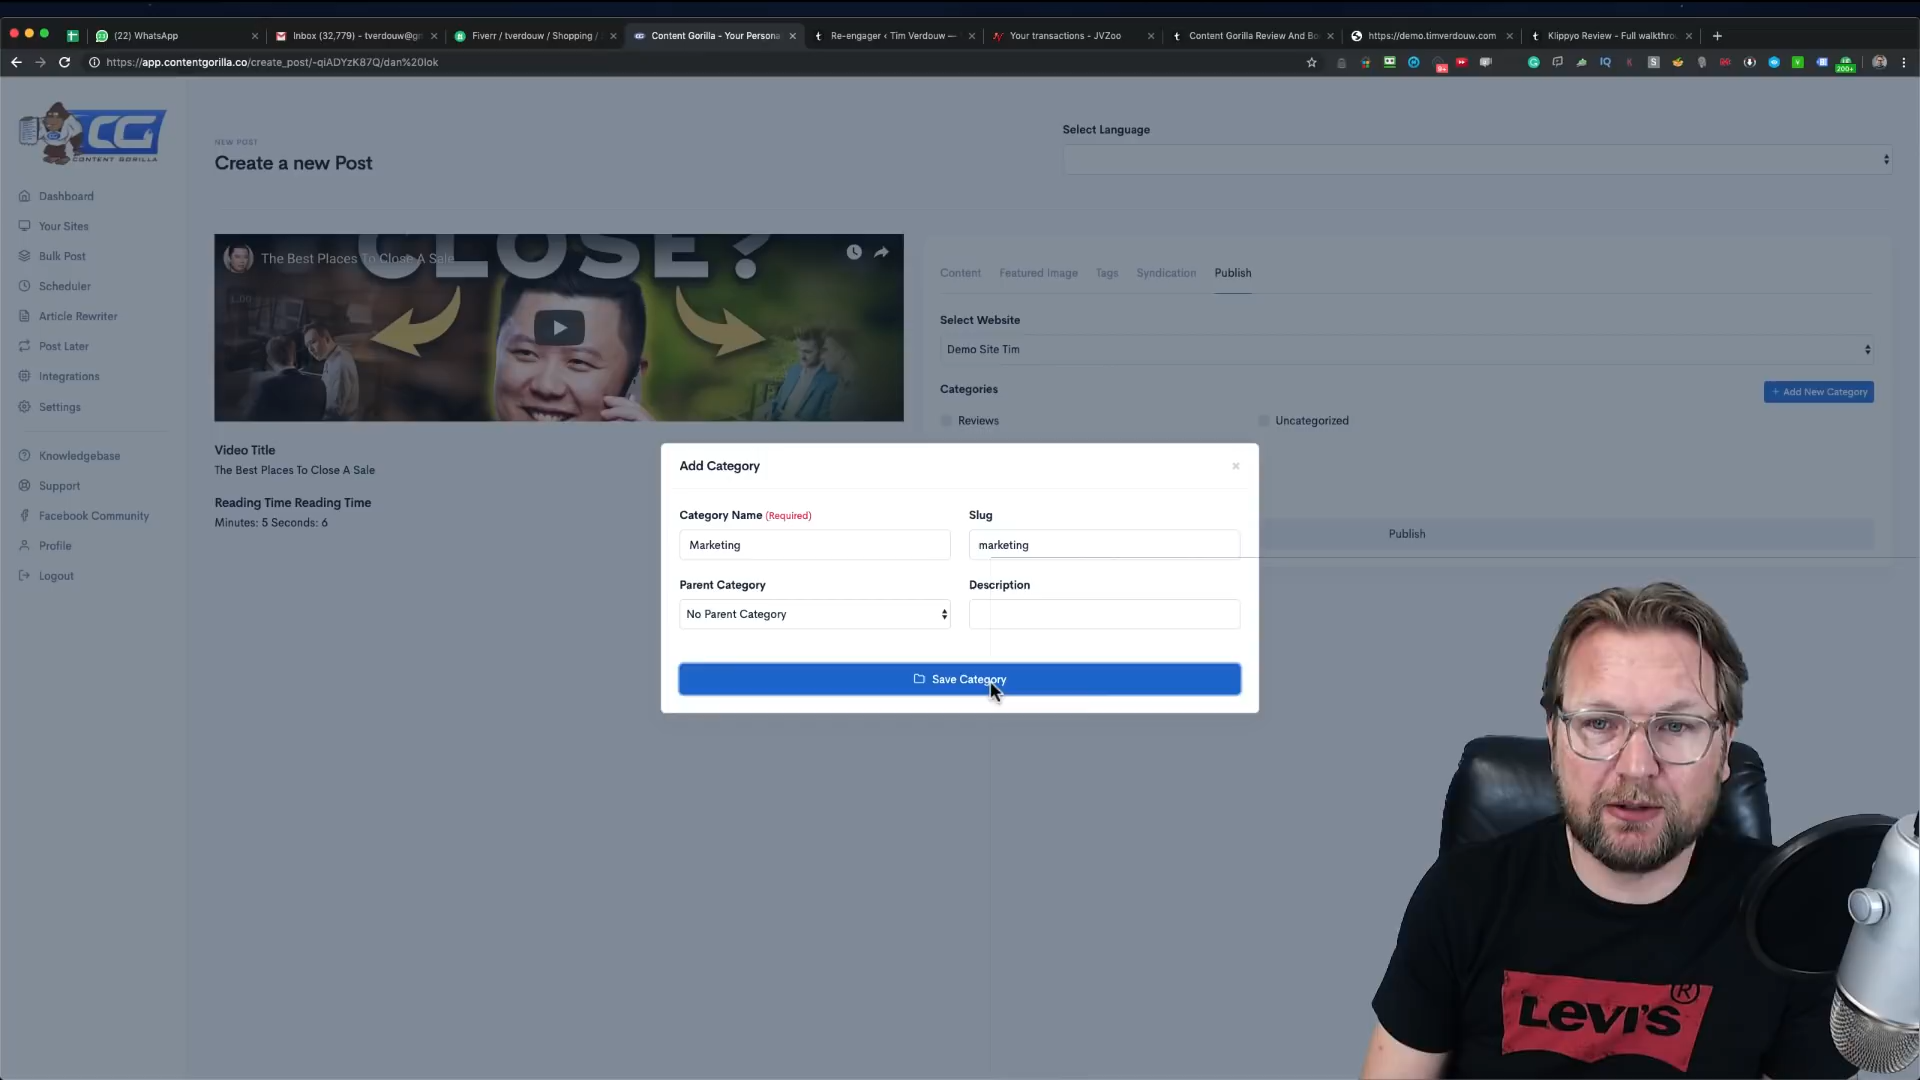 (22) WhatsApp
Inbox (32,779) - tverdouw@gm
Fiverr / tverdouw / Shopping /
Content Gorilla - Your Persona
Re-engager ‹ Tim Verdouw —
Your transactions - JVZoo
Content Gorilla Review And Bo
https://demo.timverdouw.com
Klippyo Review - Full walkthro
https://app.contentgorilla.co/create_post/-qiADYzK87Q/dan%20lok
200+
CG
CONTENT GORILLA
Dashboard
Your Sites
Bulk Post
Scheduler
Article Rewriter
Post Later
Integrations
Settings
Knowledgebase
Support
Facebook Community
Profile
Logout
NEW POST
Create a new Post
Select Language
CLOSE?
The Best Places To Close A Sale
Video Title
The Best Places To Close A Sale
Reading Time Reading Time
Minutes: 5 Seconds: 6
Content
Featured Image
Tags
Syndication
Publish
Select Website
Demo Site Tim
Categories
+ Add New Category
Reviews
Uncategorized
Publish
Add Category
×
Category Name (Required)
Slug
Marketing
marketing
Parent Category
Description
No Parent Category
Save Category
Levi's ®